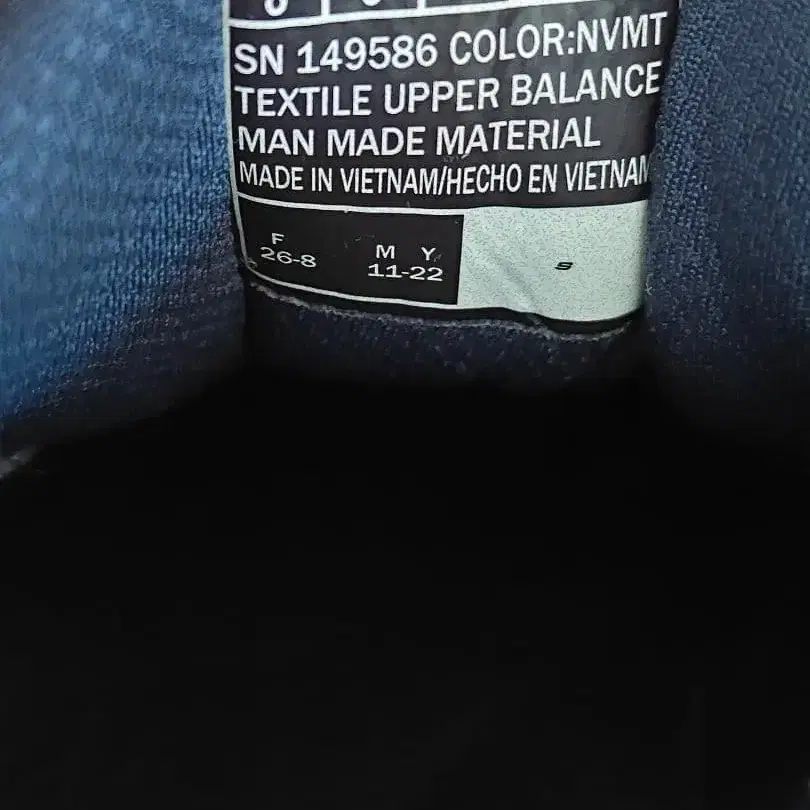 SN 149586 COLOR:NVMT
TEXTILE UPPER BALANCE
MAN MADE MATERIAL
MADE IN VIETNAM/HECHO EN VIETNAM
F M Y
26-8 11-22
S